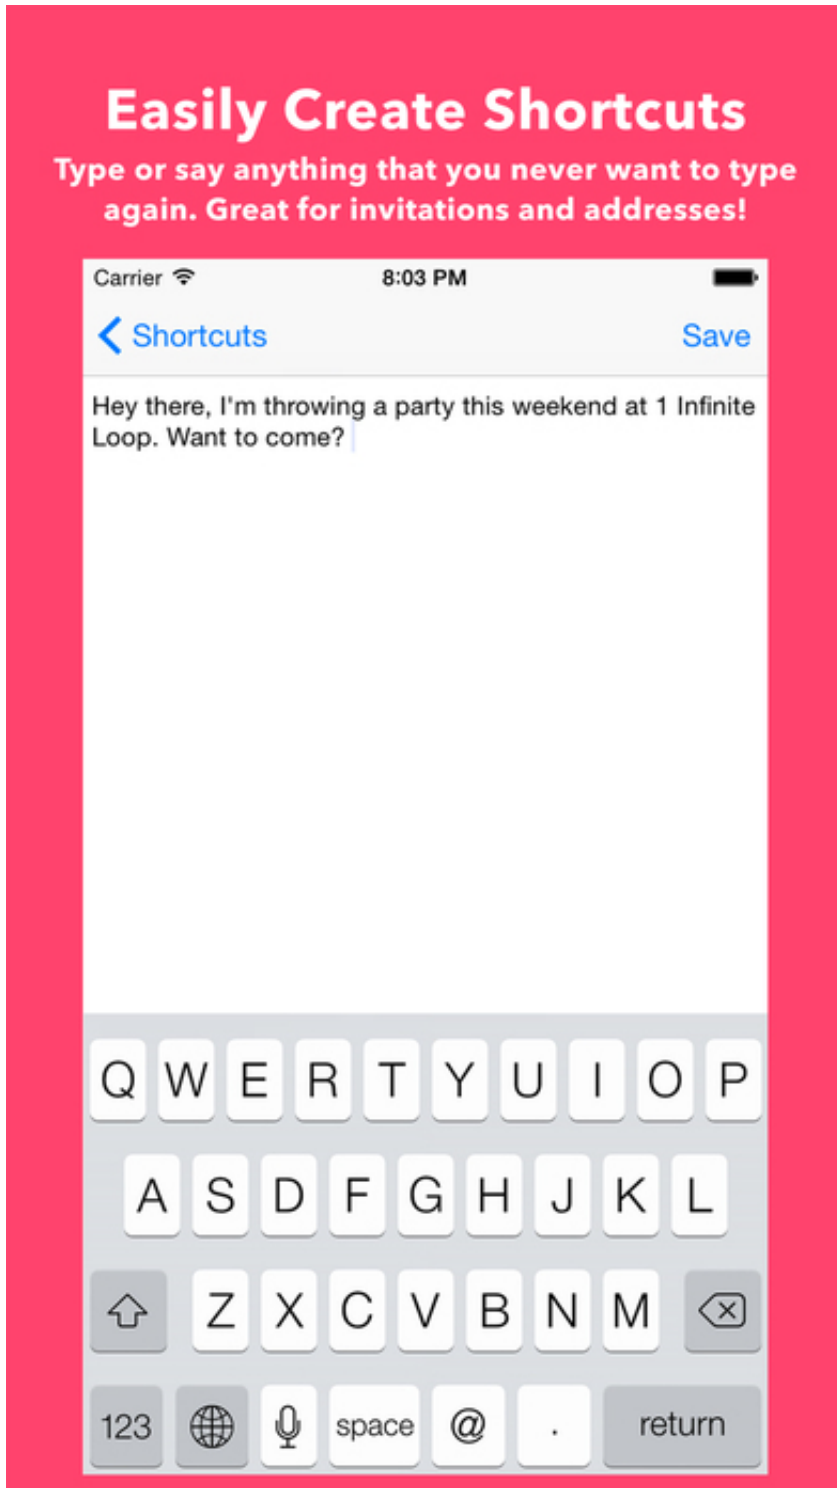 Easily Create Shortcuts
Type or say anything that you never want to type
again. Great for invitations and addresses!
Carrier 8:03 PM
Shortcuts Save
Hey there, I'm throwing a party this weekend at 1 Infinite
Loop. Want to come?
Q W E R T Y U I O P
A S D F G H J K L
Z X C V B N M
123 space @ . return